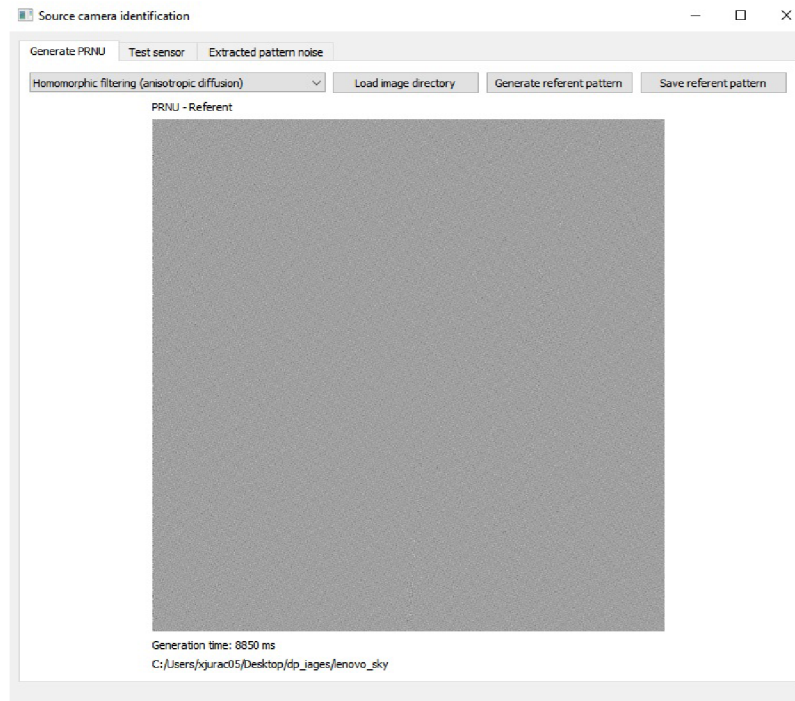 Source camera identification
Generate PRNU Test sensor Extracted pattern noise
Homomorphic filtering (anisotropic diffusion) Load image directory Generate referent pattern Save referent pattern
PRNU - Referent
Generation time: 8850 ms
C:/Users/xjurac05/Desktop/dp_iages/lenovo_sky